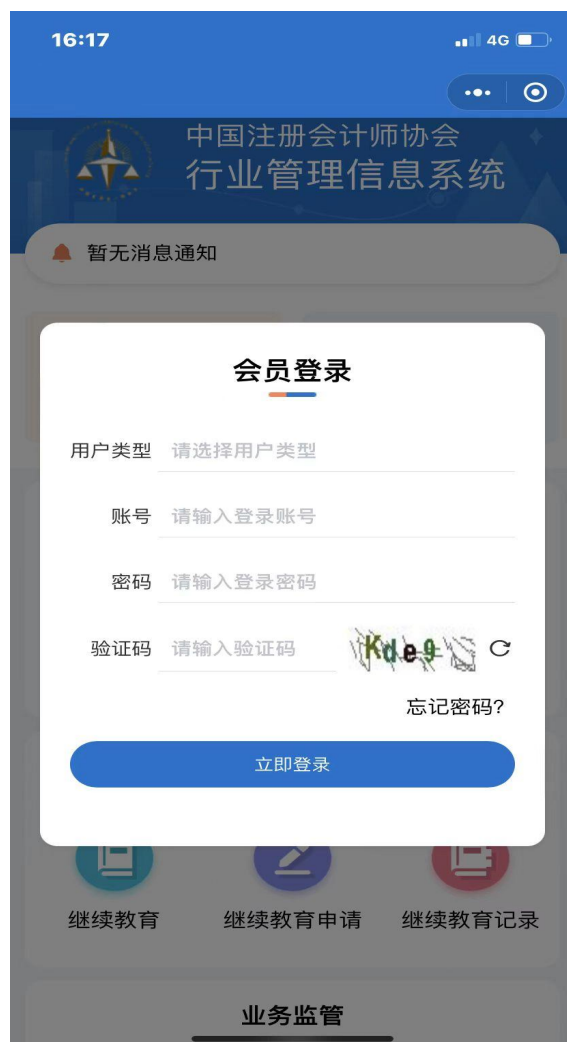 16:17
4G
中国注册会计师协会
行业管理信息系统
暂无消息通知
会员登录
用户类型 请选择用户类型
账号 请输入登录账号
密码 请输入登录密码
验证码 请输入验证码 Kde9
忘记密码?
立即登录
继续教育 继续教育申请 继续教育记录
业务监管